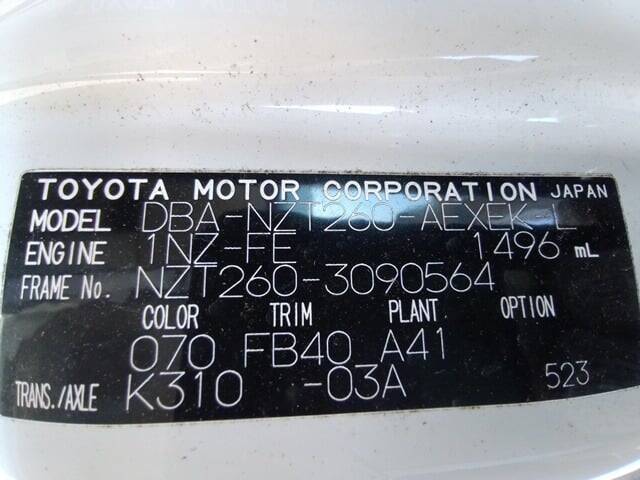 TOYOTA MOTOR CORPORATION JAPAN
MODEL DBA-NZT260-AEXEK-L
ENGINE 1NZ-FE 1496 mL
FRAME No. NZT260-3090564
COLOR TRIM PLANT OPTION
070 FB40 A41
TRANS./AXLE K310 -03A 523